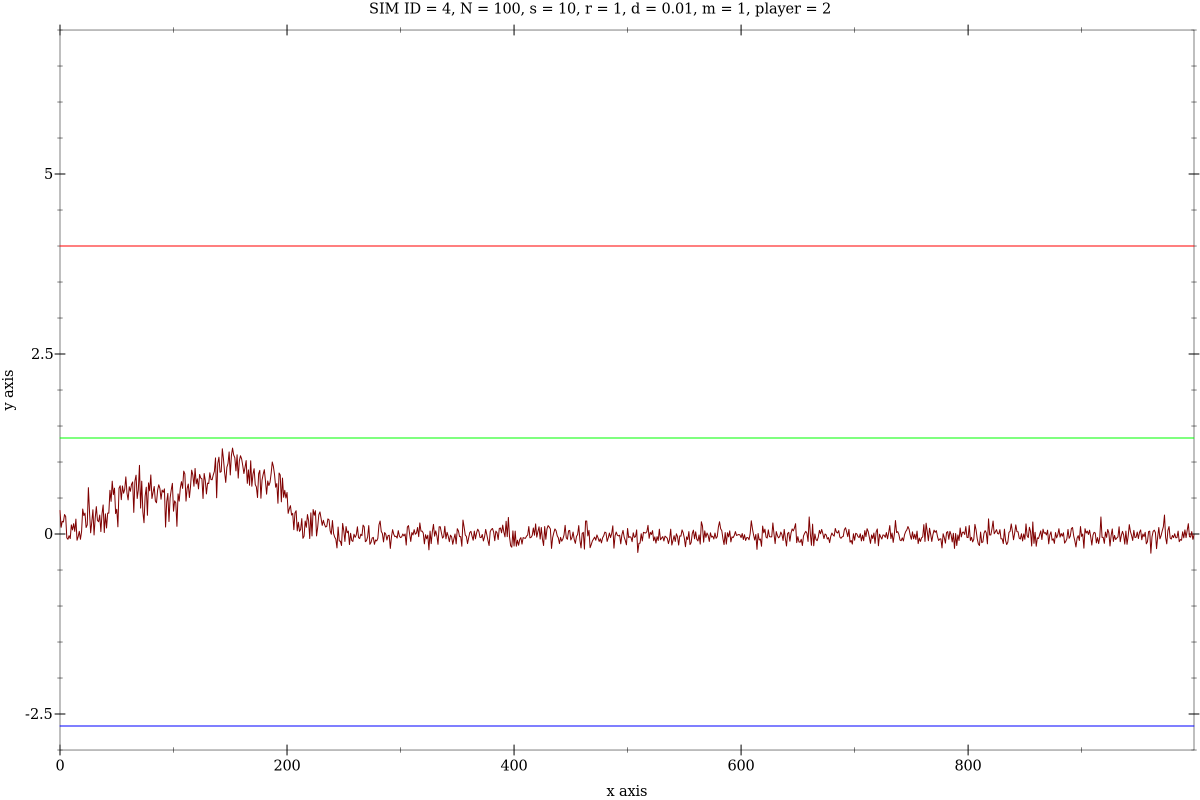 SIM ID = 4, N = 100, s = 10, r = 1, d = 0.01, m = 1, player = 2
5
2.5
y axis
0
-2.5
0 200 400 600 800
x axis